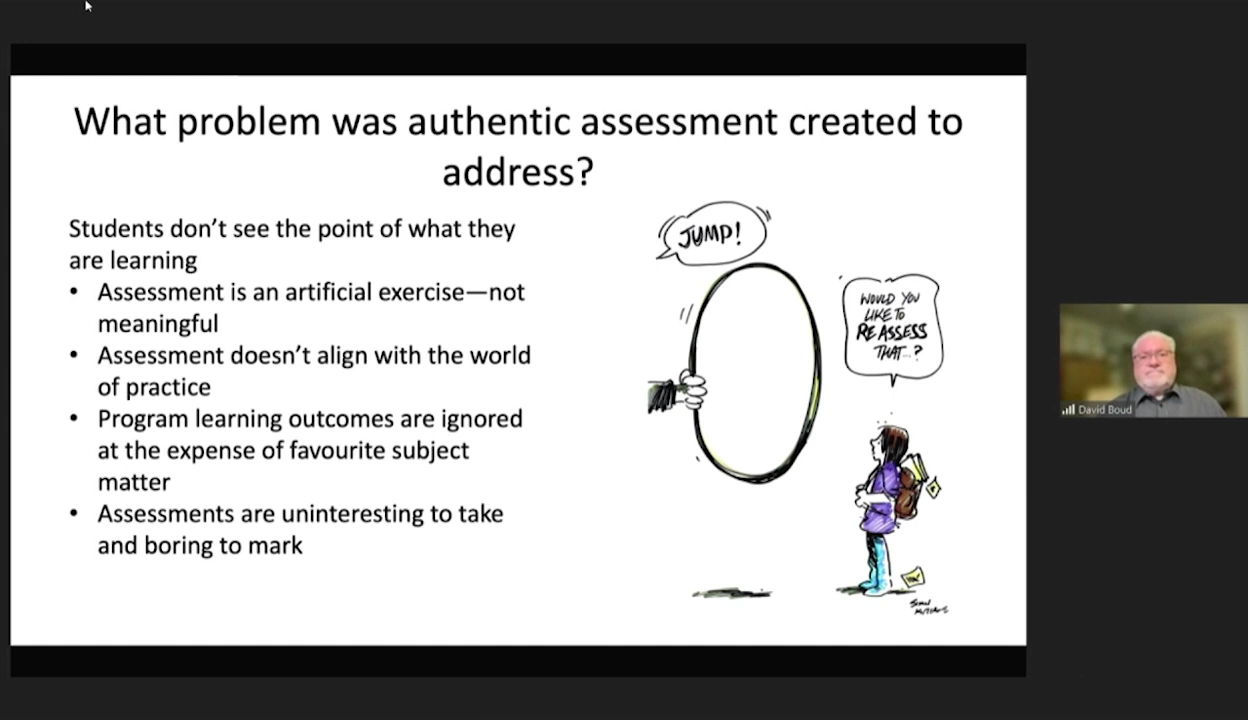 What problem was authentic assessment created to
address?
Students don’t see the point of what they
are learning
• Assessment is an artificial exercise—not
meaningful
• Assessment doesn’t align with the world
of practice
• Program learning outcomes are ignored
at the expense of favourite subject
matter
• Assessments are uninteresting to take
and boring to mark
JUMP!
WOULD YOU
LIKE TO
RE ASSESS
THAT...?
David Boud